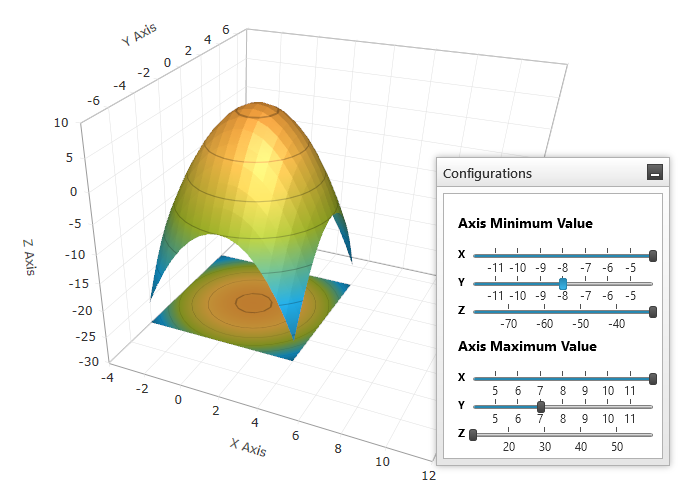 Y Axis
-6 -4 -2 0 2 4 6
10
5
0
-5
-10
-15
-20
-25
-30
Z Axis
-4 -2 0 2 4 6 8 10 12
X Axis
Configurations
Axis Minimum Value
X
-11 -10 -9 -8 -7 -6 -5
Y
-11 -10 -9 -8 -7 -6 -5
Z
-70 -60 -50 -40
Axis Maximum Value
X
5 6 7 8 9 10 11
Y
5 6 7 8 9 10 11
Z
20 30 40 50